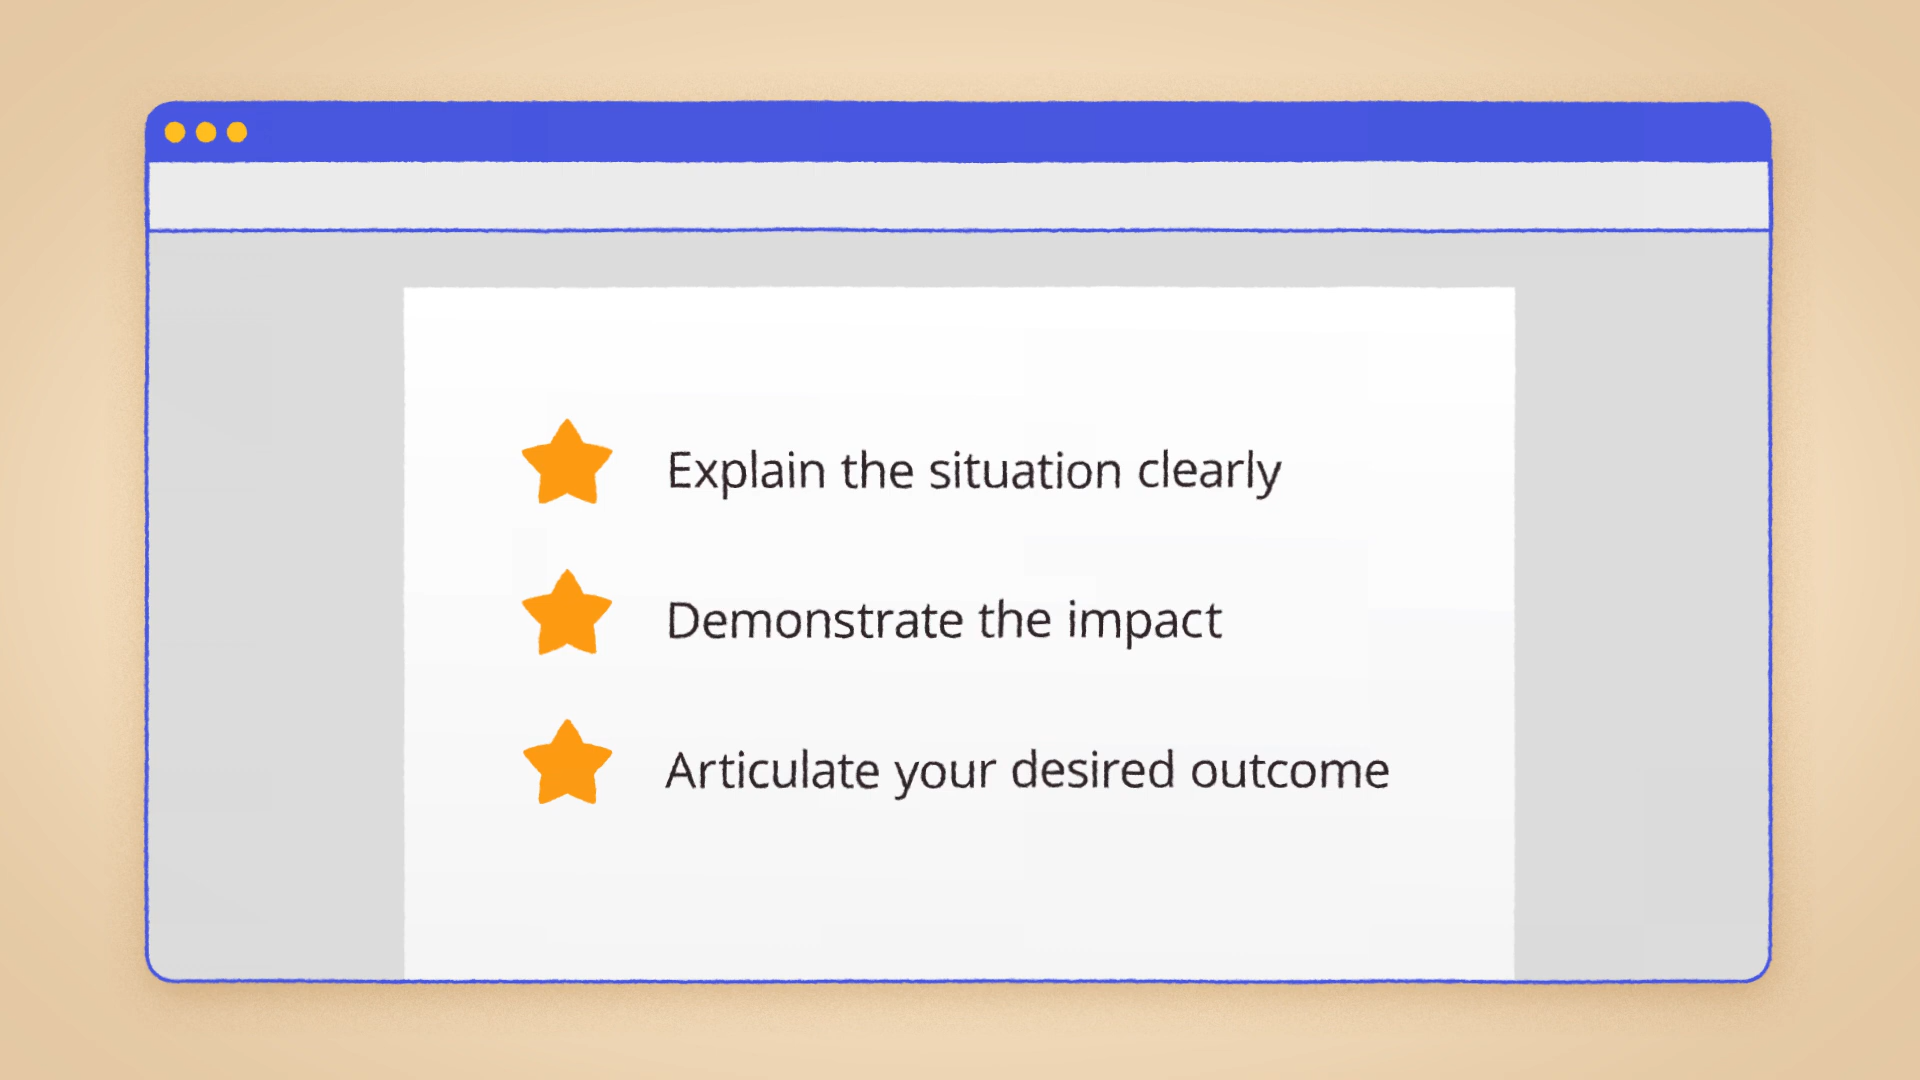 Explain the situation clearly
Demonstrate the impact
Articulate your desired outcome